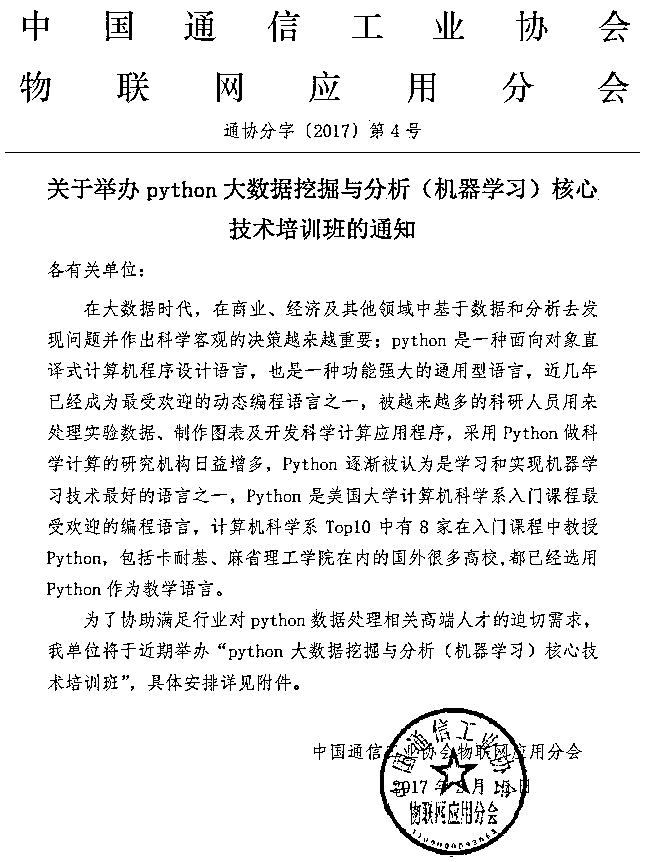 中国通信工业协会
物联网应用分会
通协分字〔2017〕第4号
关于举办 python 大数据挖掘与分析（机器学习）核心
技术培训班的通知
各有关单位：
在大数据时代，在商业、经济及其他领域中基于数据和分析去发
现问题并作出科学客观的决策越来越重要；python 是一种面向对象直
译式计算机程序设计语言，也是一种功能强大的通用型语言，近几年
已经成为最受欢迎的动态编程语言之一，被越来越多的科研人员用来
处理实验数据、制作图表及开发科学计算应用程序，采用 Python 做科
学计算的研究机构日益增多，Python 逐渐被认为是学习和实现机器学
习技术最好的语言之一，Python 是美国大学计算机科学系入门课程最
受欢迎的编程语言，计算机科学系 Top10 中有 8 家在入门课程中教授
Python，包括卡耐基、麻省理工学院在内的国外很多高校,都已经选用
Python 作为教学语言。
为了协助满足行业对 python 数据处理相关高端人才的迫切需求，
我单位将于近期举办“python 大数据挖掘与分析（机器学习）核心技
术培训班”，具体安排详见附件。
中国通信工业协会物联网应用分会
2017 年 月 日
中国通信工业协会
物联网应用分会